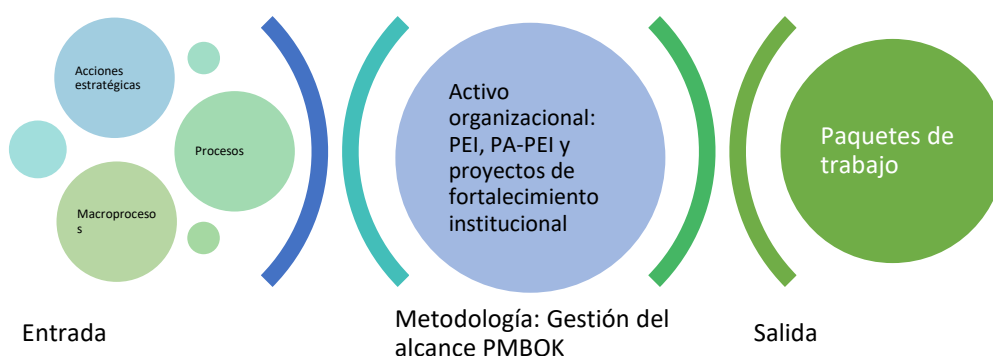 Acciones
estratégicas
Procesos
Macroproceso
s
Activo
organizacional:
PEI, PA-PEI y
proyectos de
fortalecimiento
institucional
Paquetes de
trabajo
Entrada
Metodología: Gestión del
alcance PMBOK
Salida